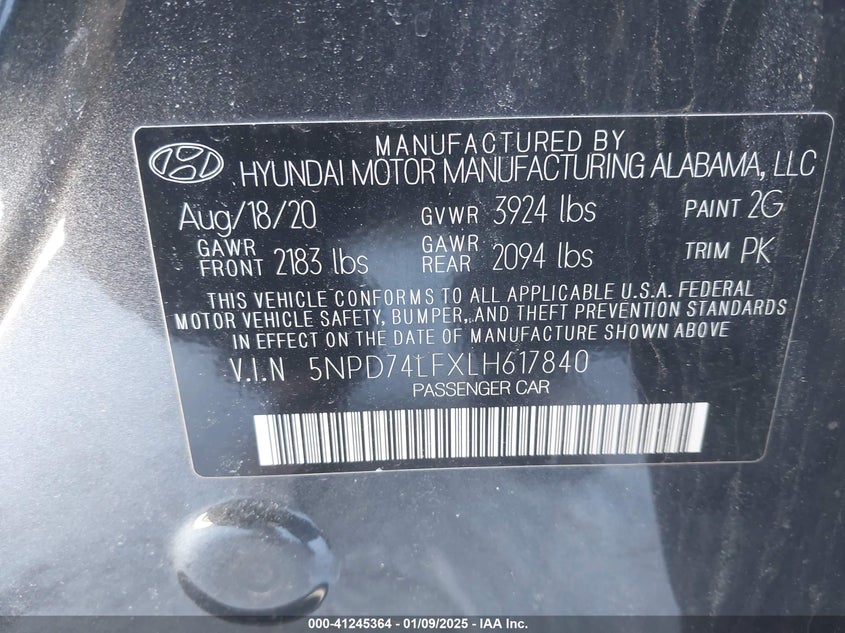 MANUFACTURED BY
HYUNDAI MOTOR MANUFACTURING ALABAMA, LLC
Aug/18/20 GVWR 3924 lbs PAINT 2G
GAWR FRONT 2183 lbs GAWR REAR 2094 lbs TRIM PK
THIS VEHICLE CONFORMS TO ALL APPLICABLE U.S.A. FEDERAL
MOTOR VEHICLE SAFETY, BUMPER, AND THEFT PREVENTION STANDARDS
IN EFFECT ON THE DATE OF MANUFACTURE SHOWN ABOVE
V.I.N 5NPD74LFXLH617840
PASSENGER CAR
000-41245364 - 01/09/2025 - IAA Inc.